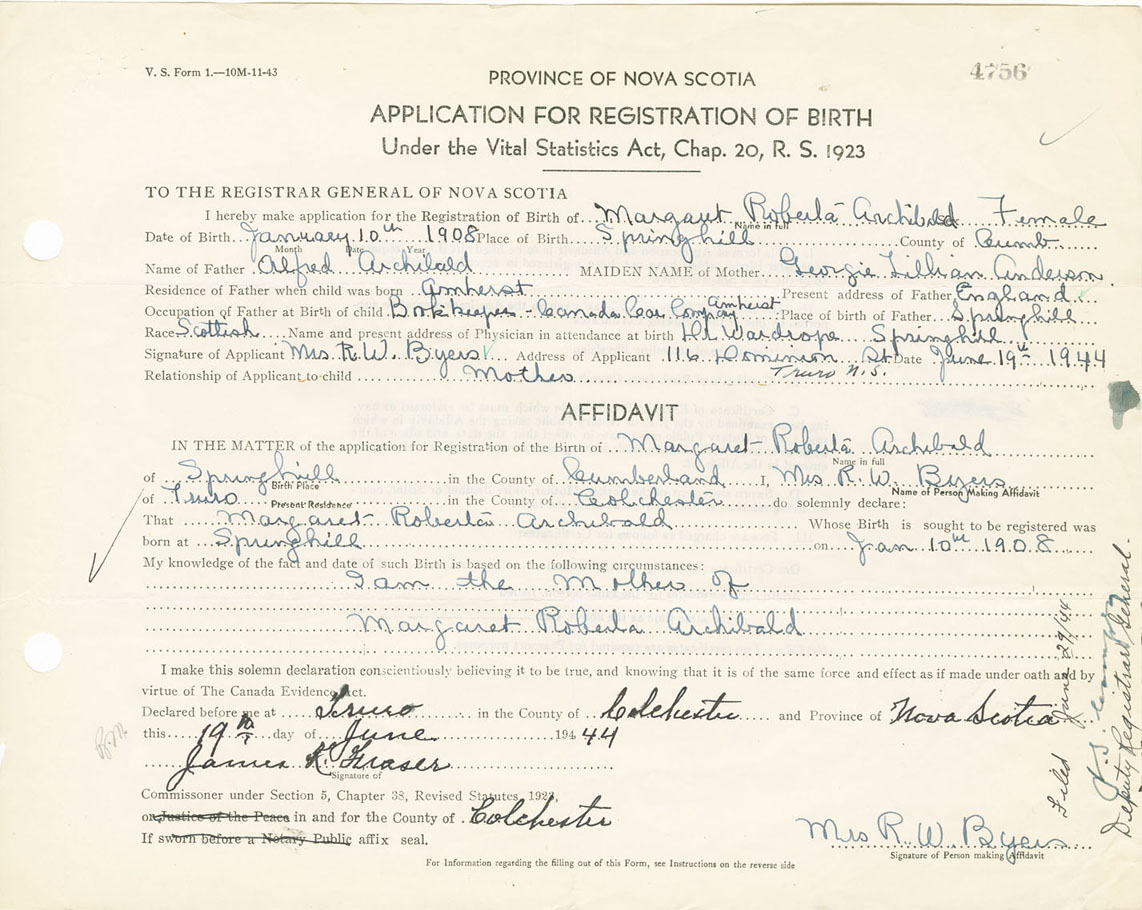 V. S. Form 1.—10M-11-43
4756
PROVINCE OF NOVA SCOTIA
APPLICATION FOR REGISTRATION OF BIRTH
Under the Vital Statistics Act, Chap. 20, R. S. 1923
TO THE REGISTRAR GENERAL OF NOVA SCOTIA
I hereby make application for the Registration of Birth of Margaret Roberta Archibald Female
Name in full
Date of Birth January 10th 1908 Place of Birth Springhill County of Cumb.
Month Date Year
Name of Father Alfred Archibald MAIDEN NAME of Mother Georgie Lillian Anderson
Residence of Father when child was born Amherst Present address of Father England
Occupation of Father at Birth of child Bookkeeper - Canada Car Company Amherst Place of birth of Father Springhill
Race Scottish Name and present address of Physician in attendance at birth Dr Wardrope Springhill
Signature of Applicant Mrs. R. W. Byers Address of Applicant 116 Dominion St. Date June 19th 1944
Truro N.S.
Relationship of Applicant to child Mother
AFFIDAVIT
IN THE MATTER of the application for Registration of the Birth of Margaret Roberta Archibald
Name in full
of Springhill in the County of Cumberland I, Mrs. R. W. Byers
Birth Place Name of Person Making Affidavit
of Truro in the County of Colchester do solemnly declare:
Present Residence
That Margaret Roberta Archibald Whose Birth is sought to be registered was
born at Springhill on Jan 10th 1908
My knowledge of the fact and date of such Birth is based on the following circumstances:
I am the Mother of
Margaret Roberta Archibald
I make this solemn declaration conscientiously believing it to be true, and knowing that it is of the same force and effect as if made under oath and by
virtue of The Canada Evidence Act.
Declared before me at Truro in the County of Colchester and Province of Nova Scotia
this 19th day of June 1944
James K Fraser
Signature of
Commissioner under Section 5, Chapter 38, Revised Statutes, 1923,
or Justice of the Peace in and for the County of Colchester
If sworn before a Notary Public affix seal.
Mrs R. W. Byers
Signature of Person making Affidavit
For Information regarding the filling out of this Form, see Instructions on the reverse side
Filed June 29/44
Deputy Registrar General.